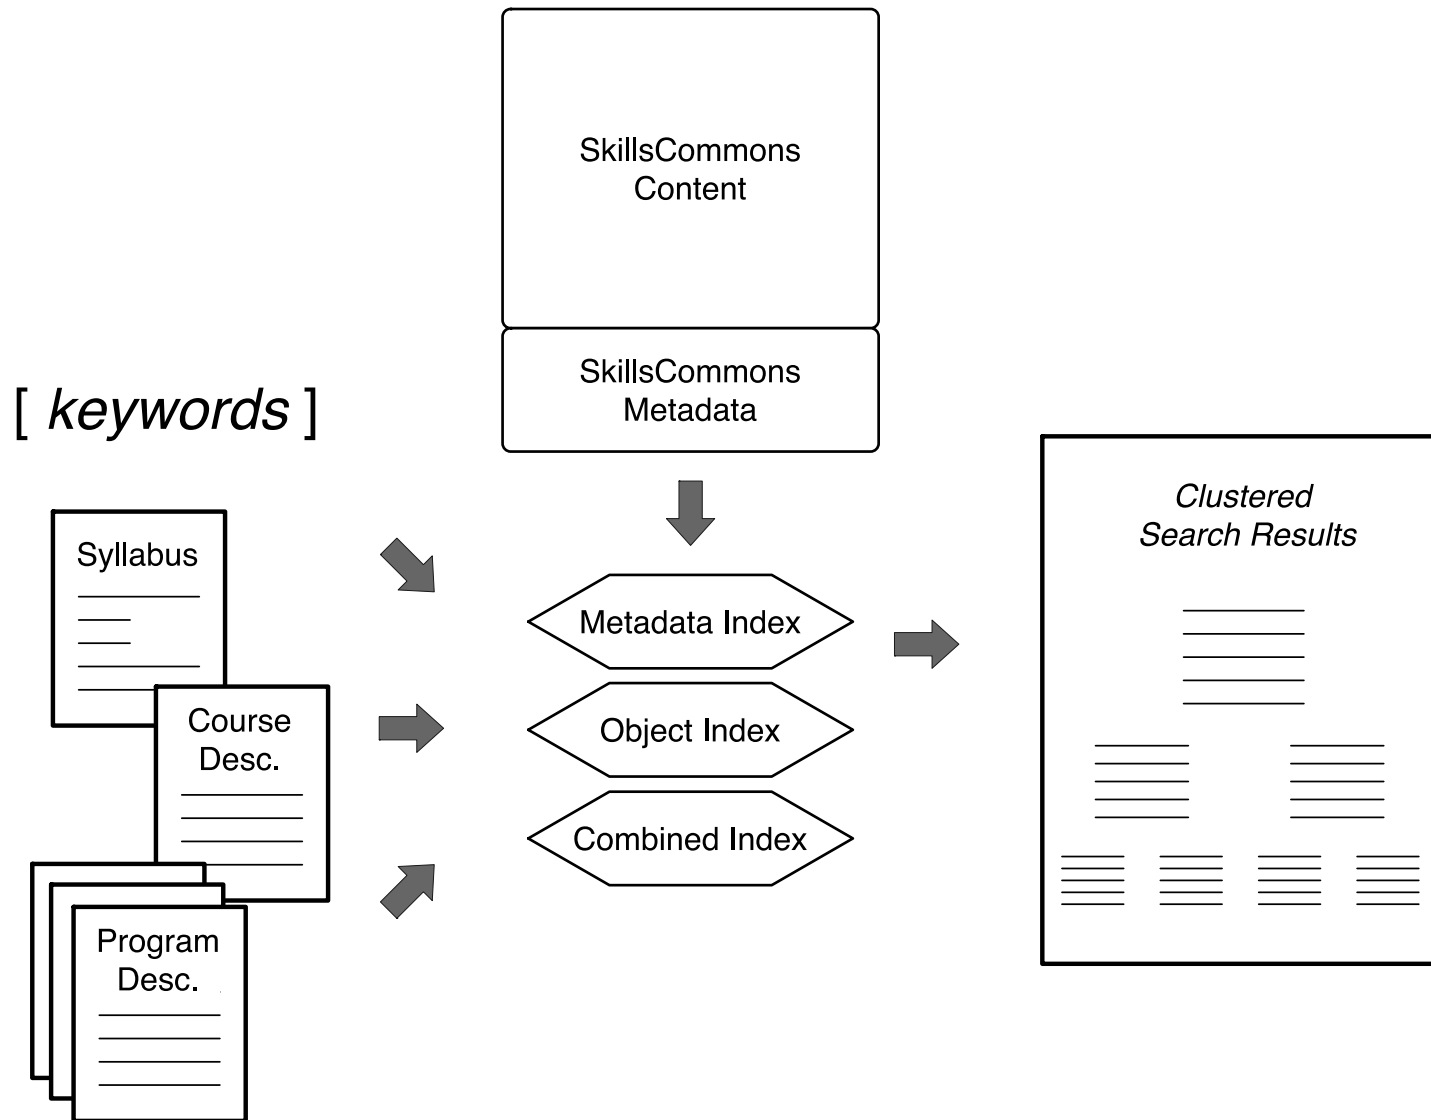 SkillsCommons
Content
SkillsCommons
Metadata
[ keywords ]
Syllabus
Course
Desc.
Program
Desc.
Metadata Index
Object Index
Combined Index
Clustered
Search Results